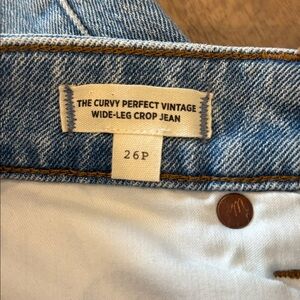 THE CURVY PERFECT VINTAGE
WIDE-LEG CROP JEAN
26P